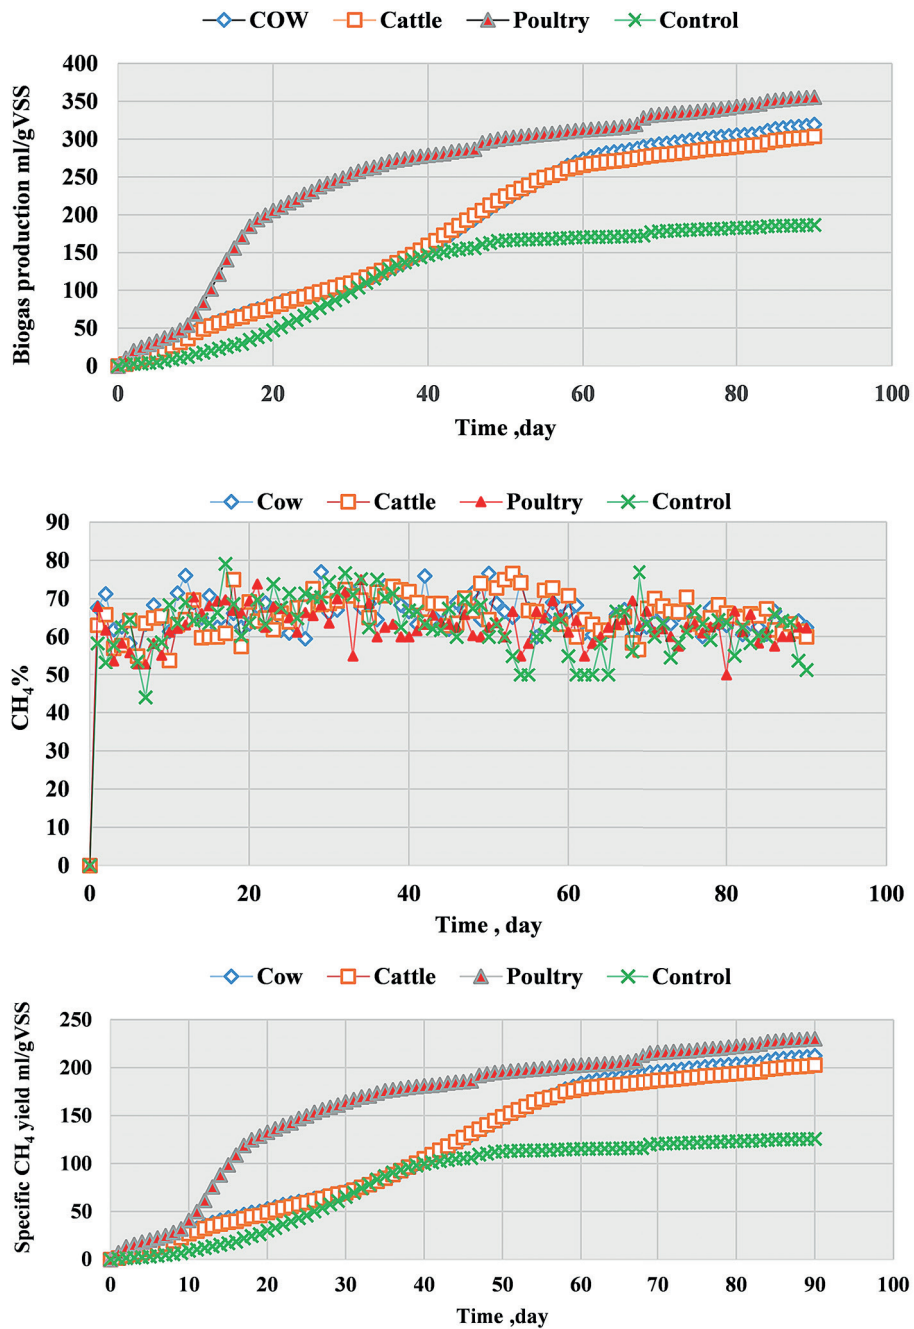 COW Cattle Poultry Control
400
350
300
250
200
150
100
50
0
Biogas production ml/gVSS
0 20 40 60 80 100
Time ,day
Cow Cattle Poultry Control
90
80
70
60
50
40
30
20
10
0
CH4%
0 20 40 60 80 100
Time , day
Cow Cattle Poultry Control
250
200
150
100
50
0
Specific CH4 yield ml/gVSS
0 10 20 30 40 50 60 70 80 90 100
Time ,day